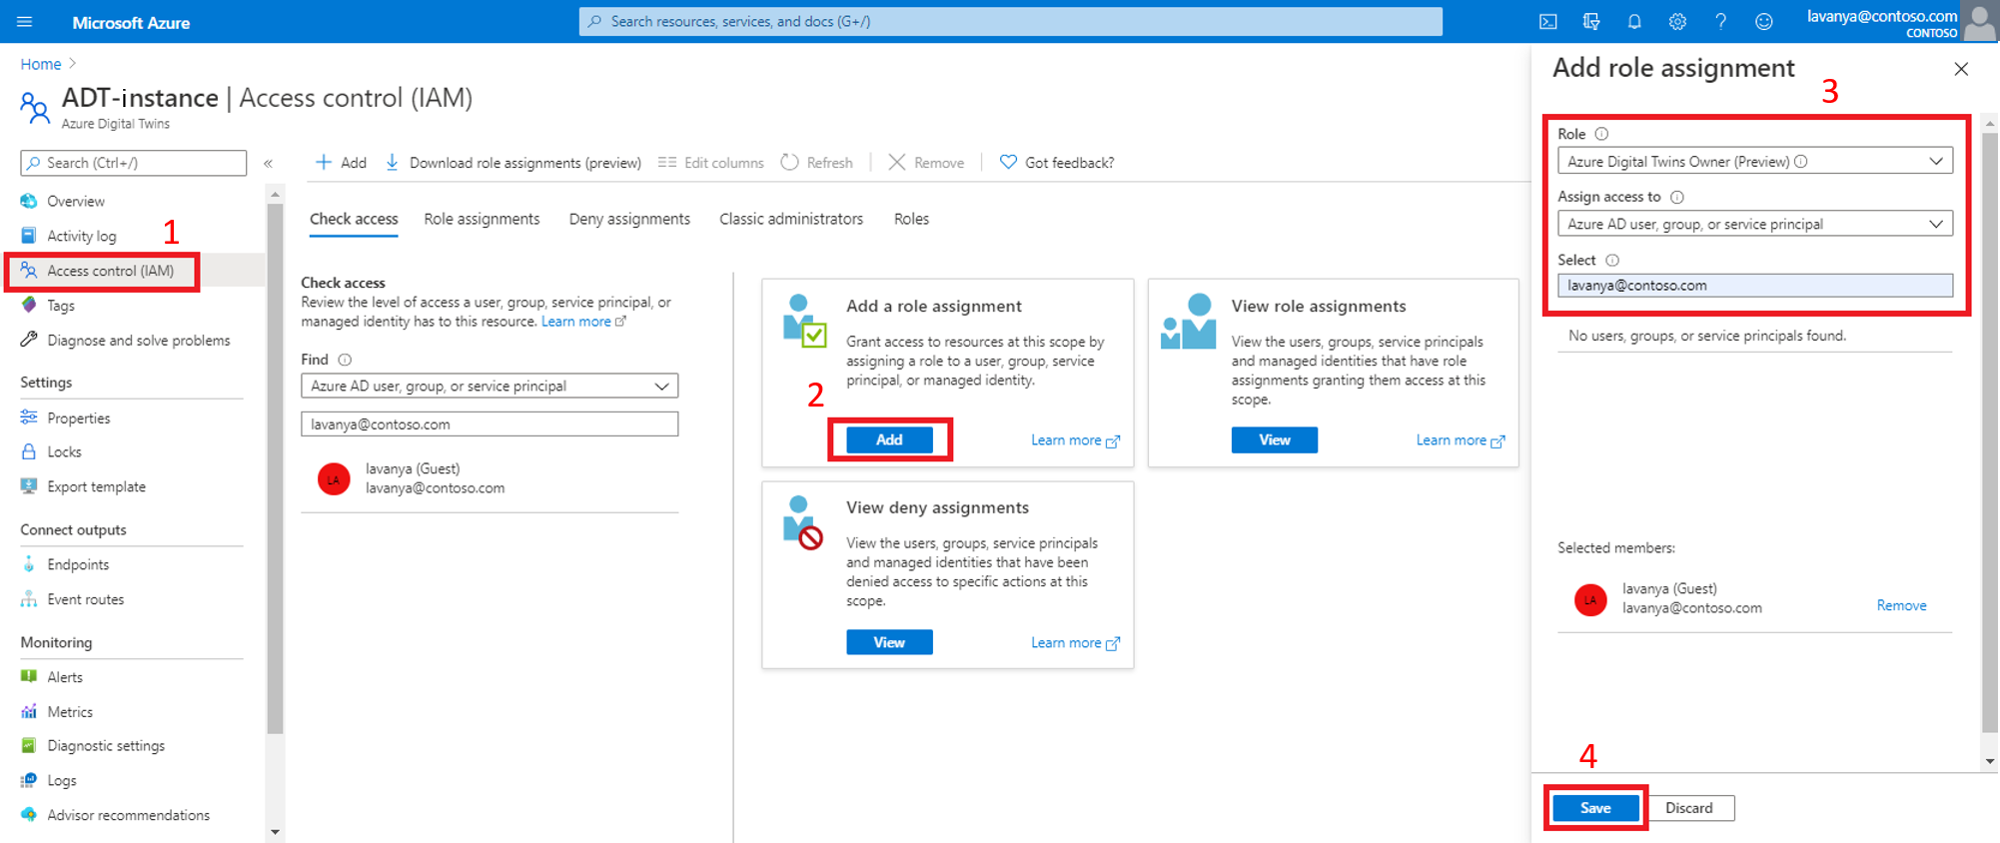 Microsoft Azure
Search resources, services, and docs (G+/)
lavanya@contoso.com
CONTOSO
Home
ADT-instance | Access control (IAM)
Azure Digital Twins
Search (Ctrl+/)
Overview
Activity log
1
Access control (IAM)
Tags
Diagnose and solve problems
Settings
Properties
Locks
Export template
Connect outputs
Endpoints
Event routes
Monitoring
Alerts
Metrics
Diagnostic settings
Logs
Advisor recommendations
Add
Download role assignments (preview)
Edit columns
Refresh
Remove
Got feedback?
Check access
Role assignments
Deny assignments
Classic administrators
Roles
Check access
Review the level of access a user, group, service principal, or
managed identity has to this resource. Learn more
Find
Azure AD user, group, or service principal
lavanya@contoso.com
LA
lavanya (Guest)
lavanya@contoso.com
Add a role assignment
Grant access to resources at this scope by
assigning a role to a user, group, service
principal, or managed identity.
2
Add
Learn more
View role assignments
View the users, groups, service principals
and managed identities that have role
assignments granting them access at this
scope.
View
Learn more
View deny assignments
View the users, groups, service principals
and managed identities that have been
denied access to specific actions at this
scope.
View
Learn more
Add role assignment
3
Role
Azure Digital Twins Owner (Preview)
Assign access to
Azure AD user, group, or service principal
Select
lavanya@contoso.com
No users, groups, or service principals found.
Selected members:
LA
lavanya (Guest)
lavanya@contoso.com
Remove
4
Save
Discard